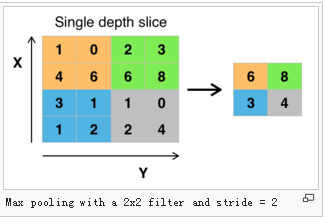 Single depth slice
X
1 0 2 3
4 6 6 8
3 1 1 0
1 2 2 4
6 8
3 4
Y
Max pooling with a 2x2 filter and stride = 2